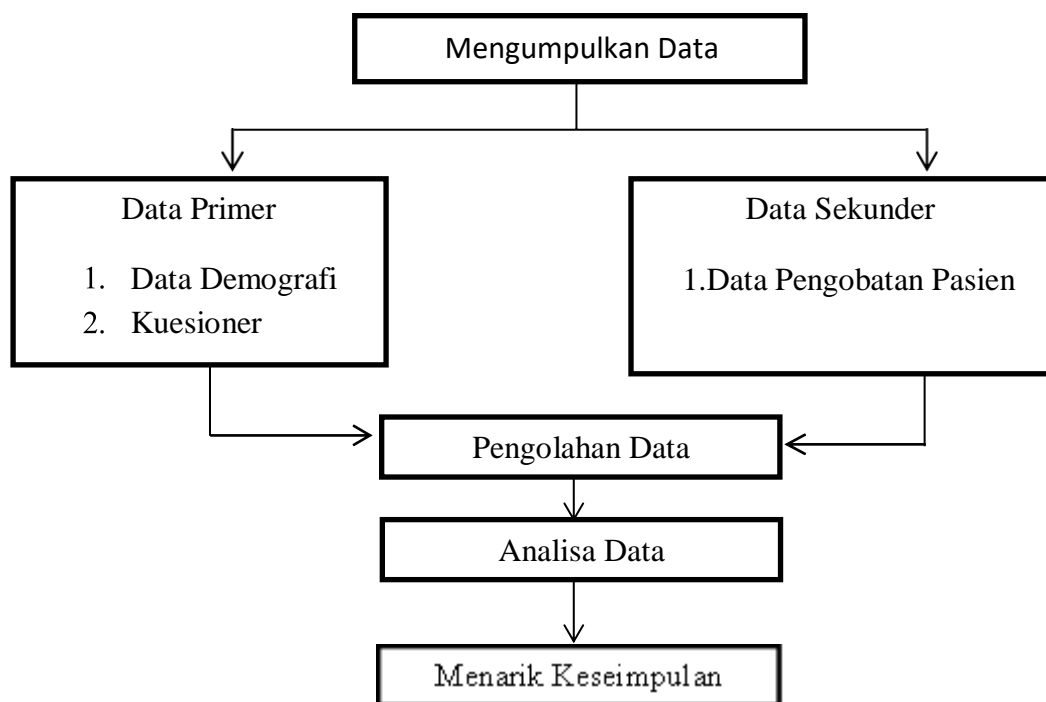 Mengumpulkan Data
Data Primer
1. Data Demografi
2. Kuesioner
Data Sekunder
1.Data Pengobatan Pasien
Pengolahan Data
Analisa Data
Menarik Keseimpulan